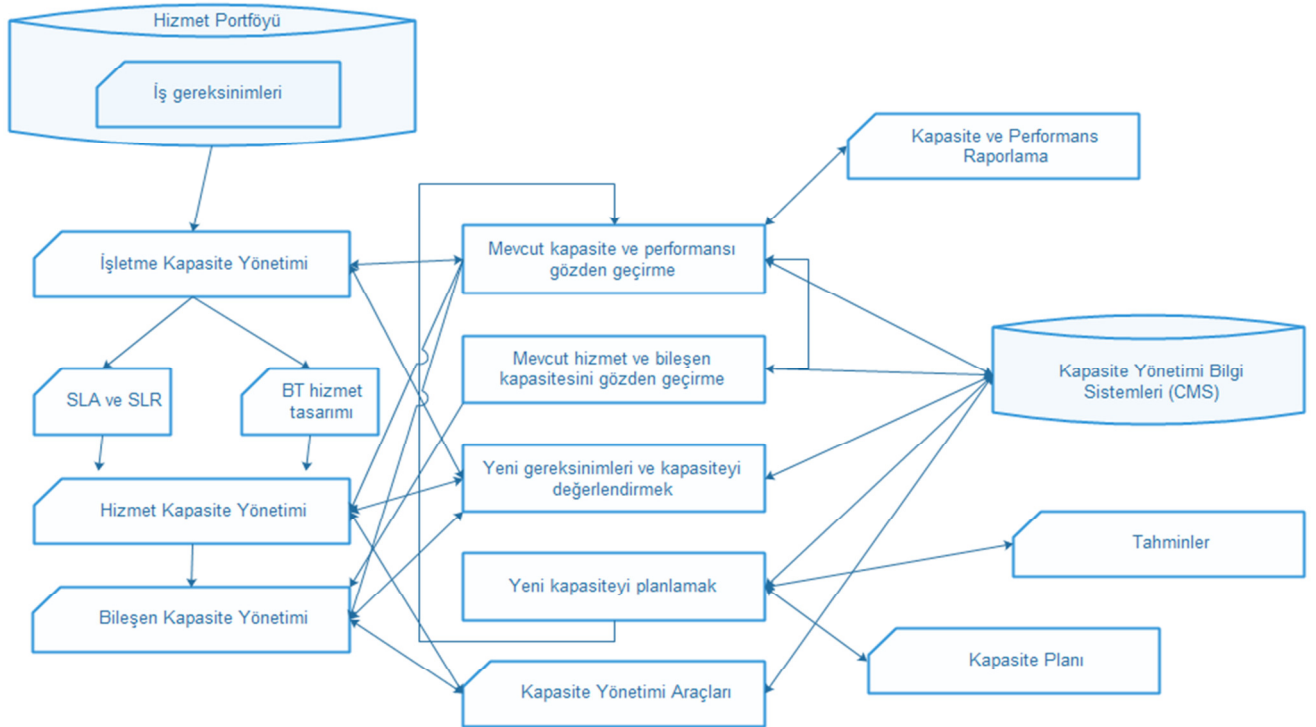 Hizmet Portföyü
İş gereksinimleri
Kapasite ve Performans
Raporlama
İşletme Kapasite Yönetimi
Mevcut kapasite ve performansı
gözden geçirme
Mevcut hizmet ve bileşen
kapasitesini gözden geçirme
Kapasite Yönetimi Bilgi
Sistemleri (CMS)
SLA ve SLR
BT hizmet
tasarımı
Yeni gereksinimleri ve kapasiteyi
değerlendirmek
Hizmet Kapasite Yönetimi
Tahminler
Yeni kapasiteyi planlamak
Bileşen Kapasite Yönetimi
Kapasite Planı
Kapasite Yönetimi Araçları